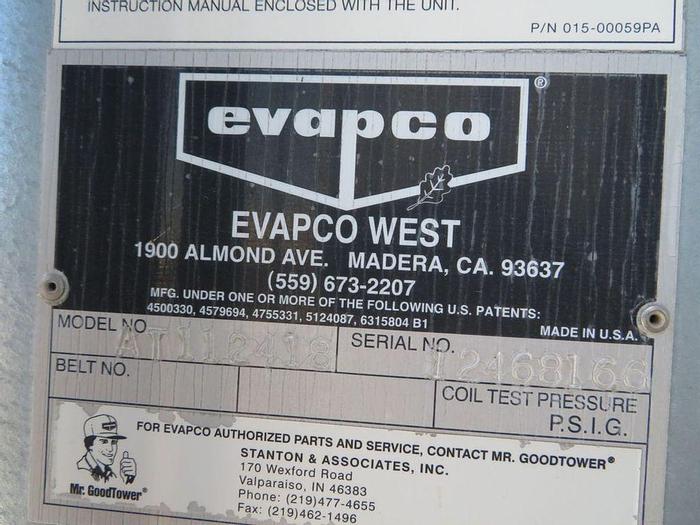 INSTRUCTION MANUAL ENCLOSED WITH THE UNIT.
P/N 015-00059PA
evapco®
EVAPCO WEST
1900 ALMOND AVE. MADERA, CA. 93637
(559) 673-2207
MFG. UNDER ONE OR MORE OF THE FOLLOWING U.S. PATENTS:
4500330, 4579694, 4755331, 5124087, 6315804 B1
MADE IN U.S.A.
MODEL NO. AT112418
SERIAL NO. 12468166
BELT NO.
COIL TEST PRESSURE
P.S.I.G.
FOR EVAPCO AUTHORIZED PARTS AND SERVICE, CONTACT MR. GOODTOWER®
STANTON & ASSOCIATES, INC.
170 Wexford Road
Valparaiso, IN 46383
Phone: (219)477-4655
Fax: (219)462-1496
Mr. GoodTower®